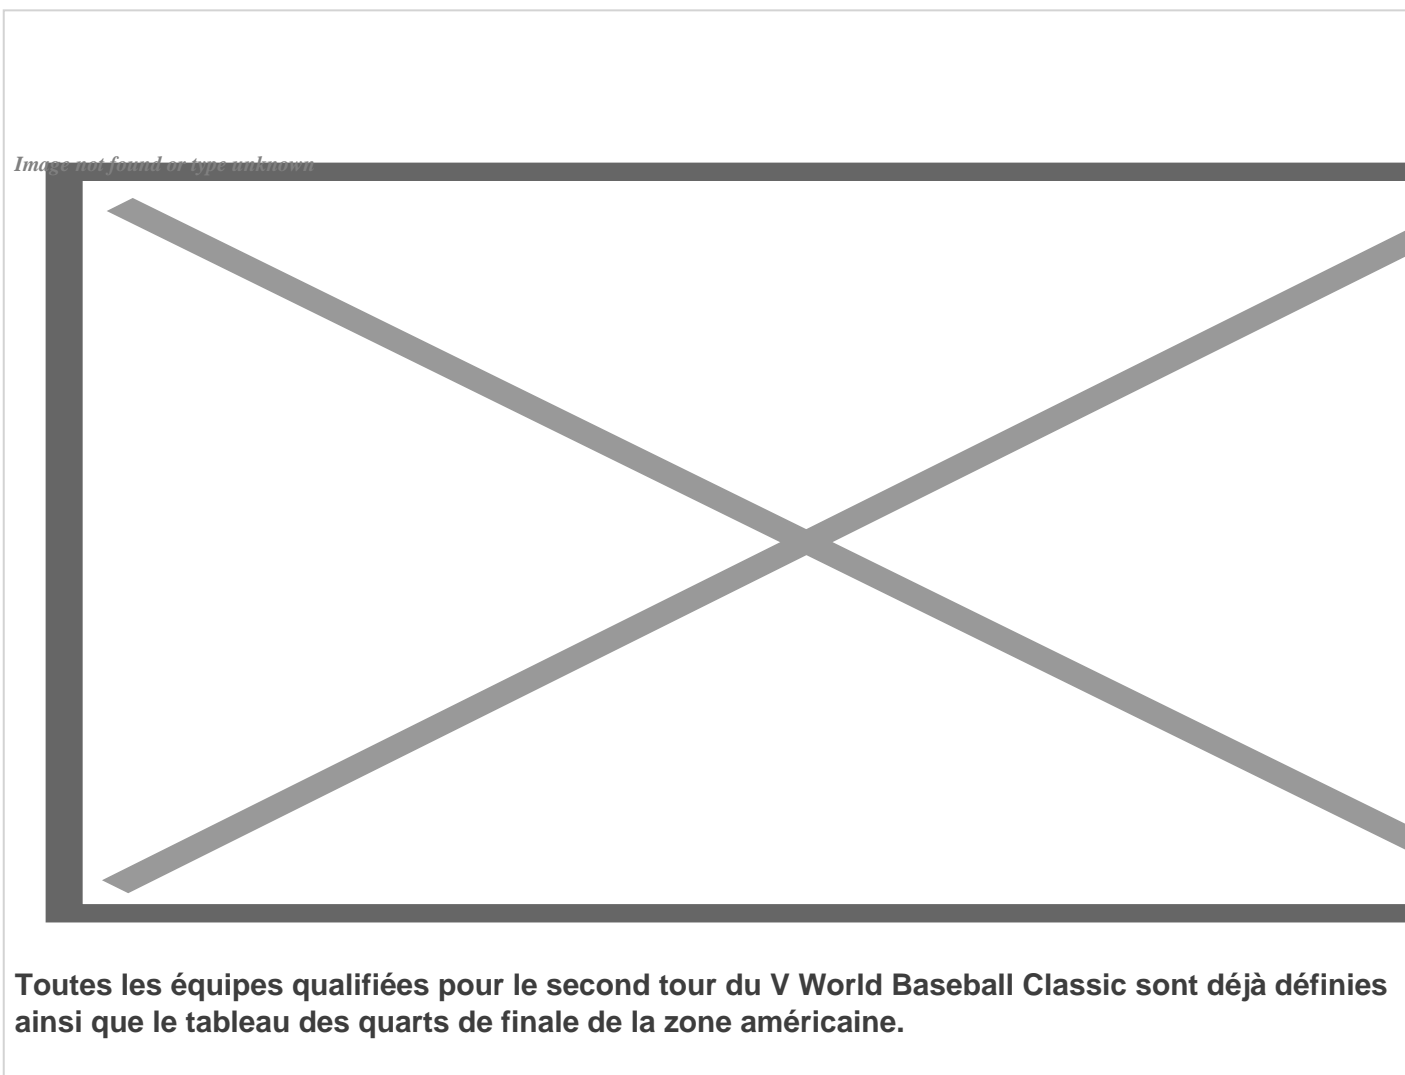 Image not found or type unknown
Toutes les équipes qualifiées pour le second tour du V World Baseball Classic sont déjà définies
ainsi que le tableau des quarts de finale de la zone américaine.